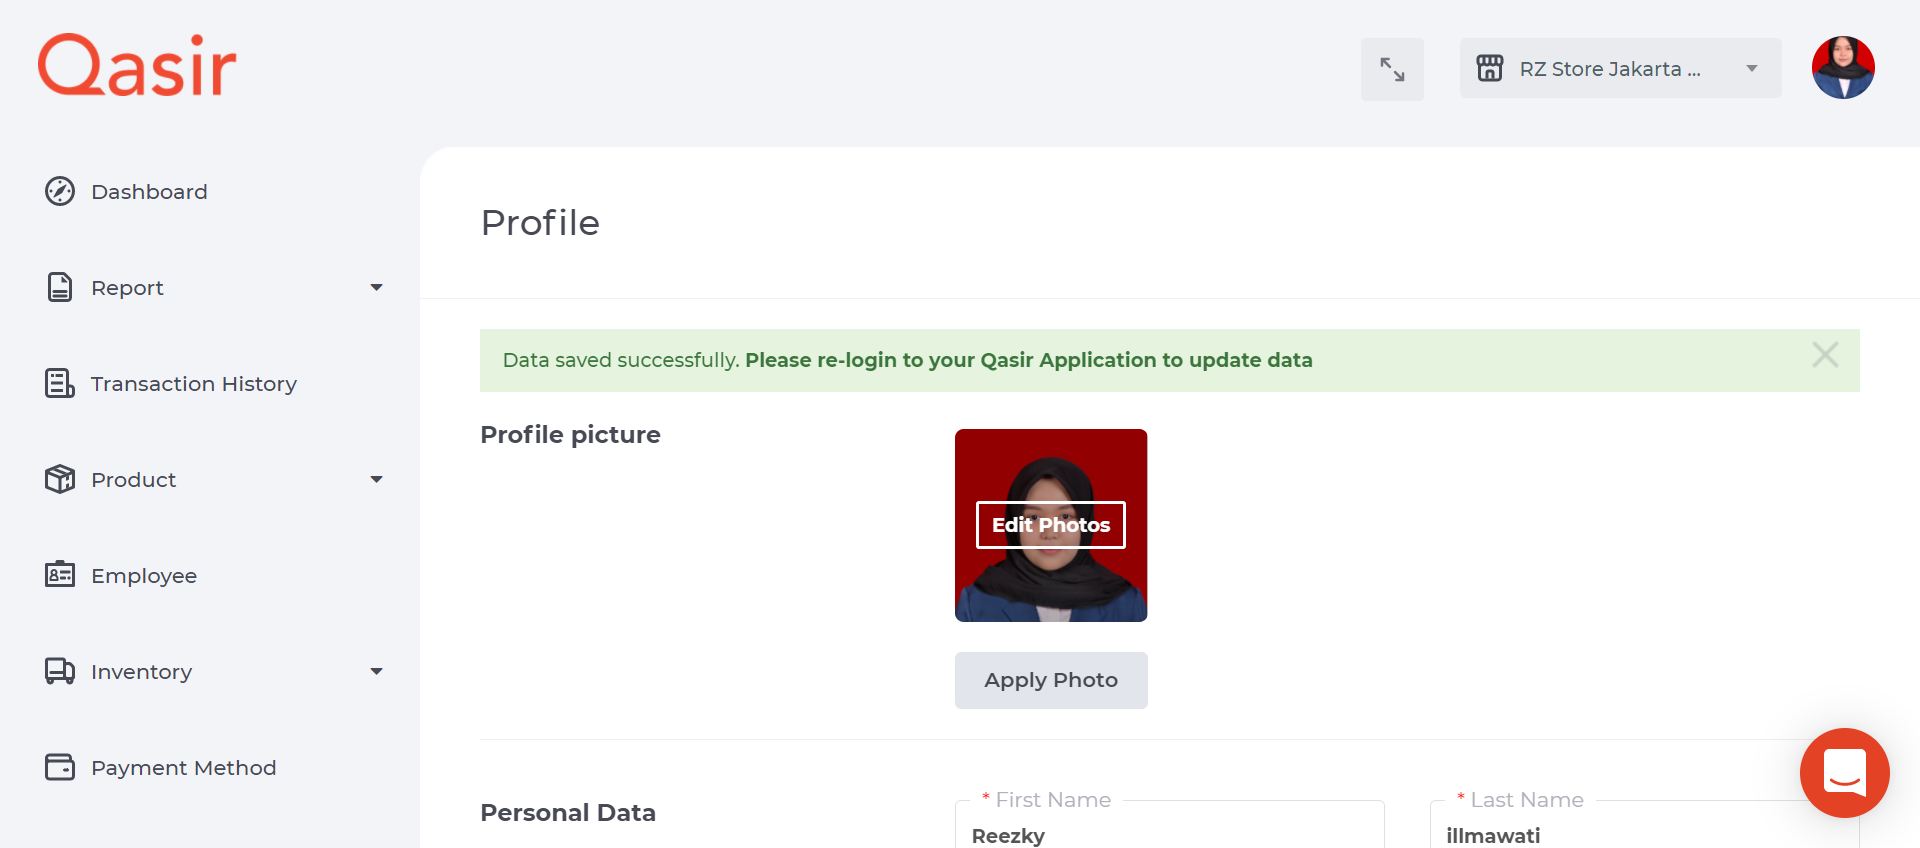 Qasir
RZ Store Jakarta ...
Dashboard
Report
Transaction History
Product
Employee
Inventory
Payment Method
Profile
Data saved successfully. Please re-login to your Qasir Application to update data
Profile picture
Edit Photos
Apply Photo
Personal Data
* First Name
Reezky
* Last Name
illmawati